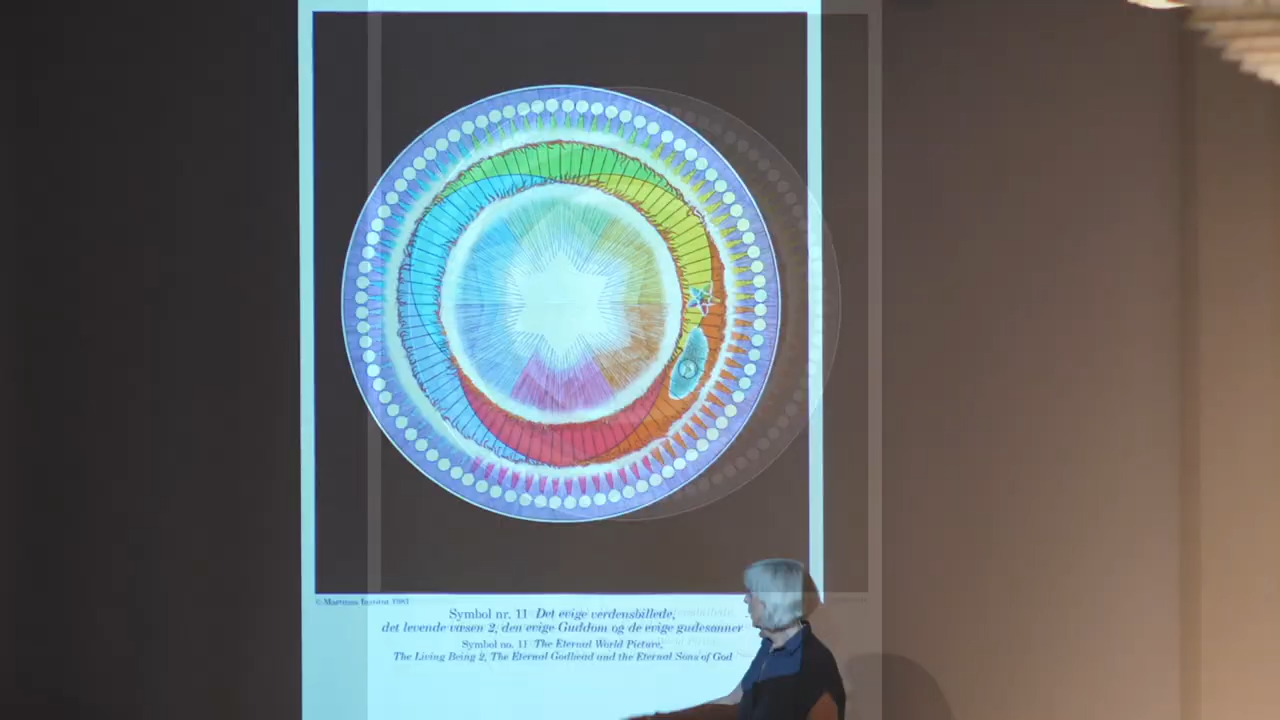 © Martinus Institut 1981
Symbol nr. 11 Det evige verdensbillede,
det levende væsen 2, den evige Guddom og de evige gudesønner
Symbol no. 11 The Eternal World Picture,
The Living Being 2, The Eternal Godhead and the Eternal Sons of God